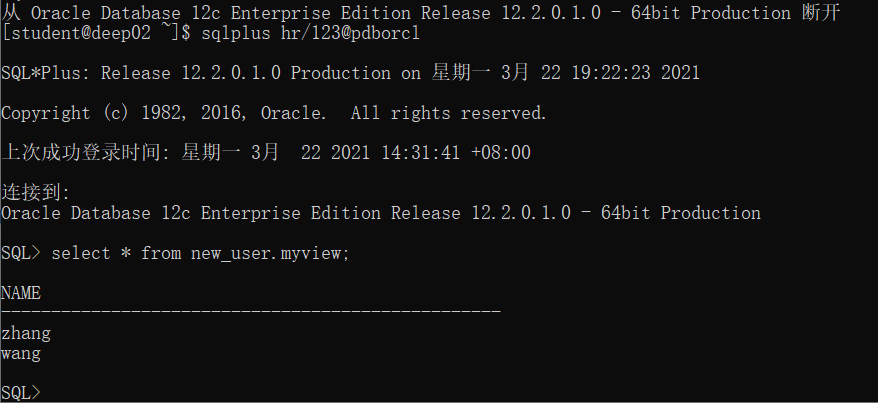 从 Oracle Database 12c Enterprise Edition Release 12.2.0.1.0 - 64bit Production 断开
[student@deep02 ~]$ sqlplus hr/123@pdborcl
SQL*Plus: Release 12.2.0.1.0 Production on 星期一 3月 22 19:22:23 2021
Copyright (c) 1982, 2016, Oracle.  All rights reserved.
上次成功登录时间: 星期一 3月  22 2021 14:31:41 +08:00
连接到:
Oracle Database 12c Enterprise Edition Release 12.2.0.1.0 - 64bit Production
SQL> select * from new_user.myview;
NAME
--------------------------------------------------
zhang
wang
SQL>